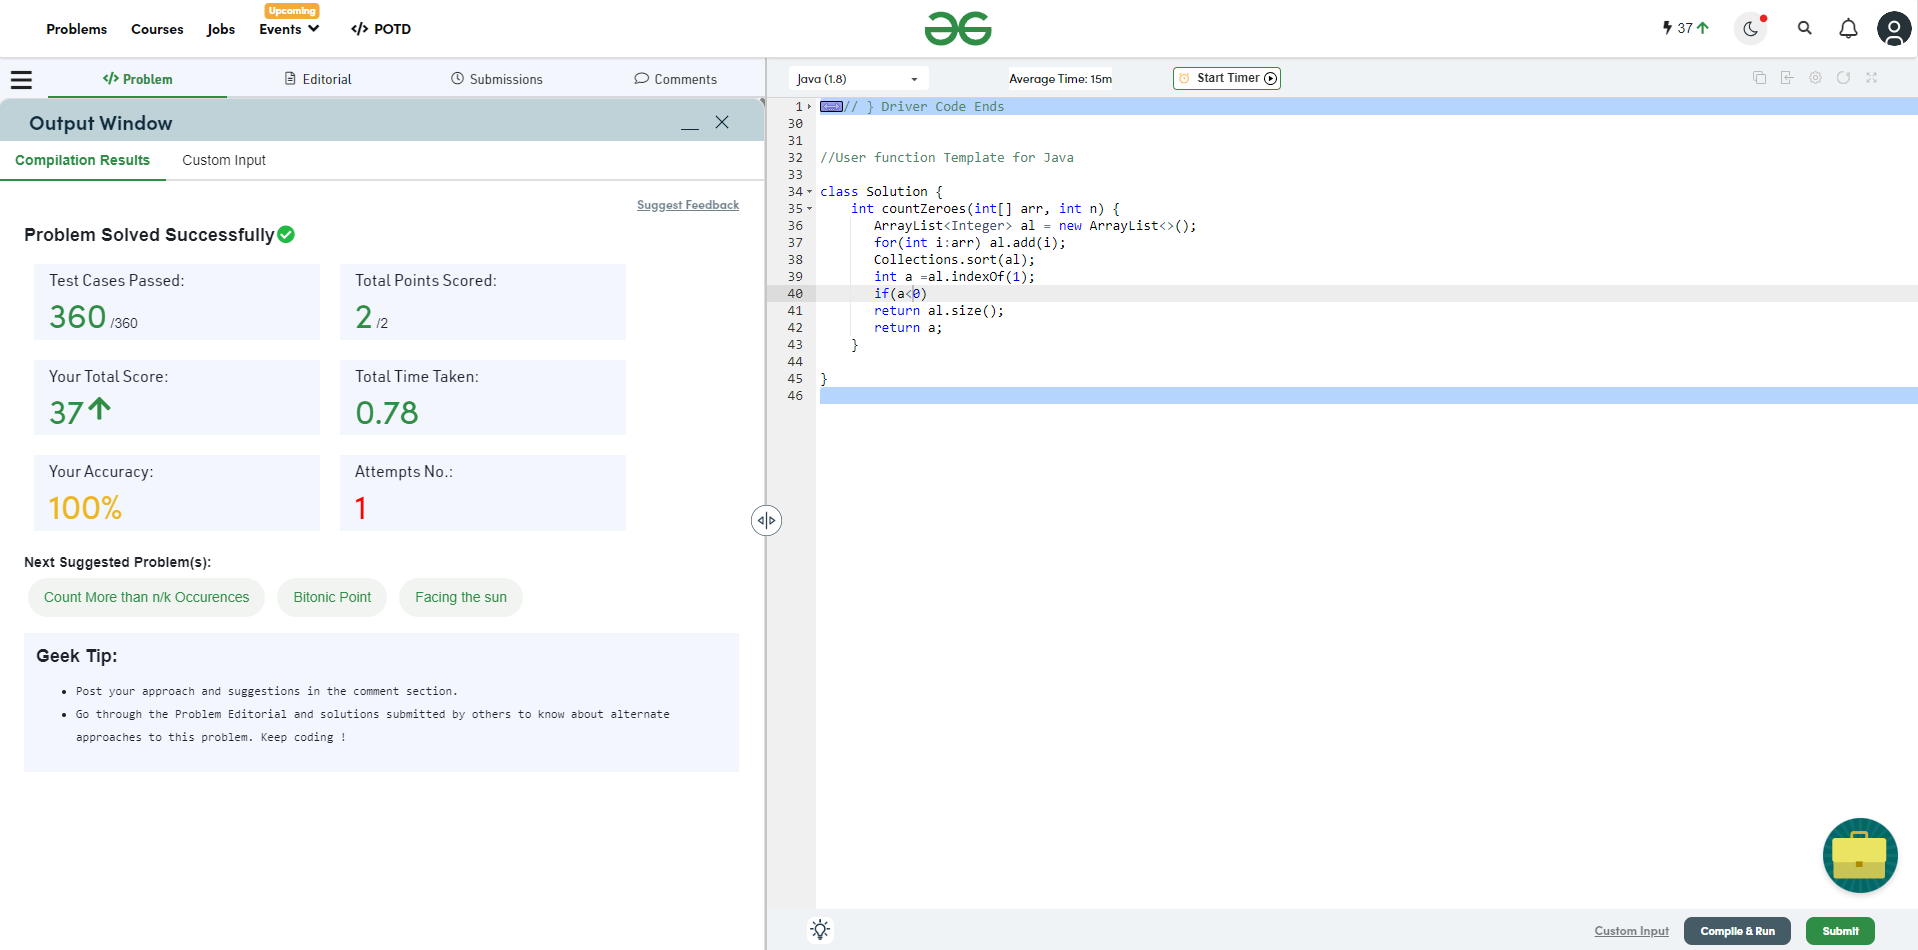 Problems
Courses
Jobs
Upcoming
Events
</> POTD
37
</> Problem
Editorial
Submissions
Comments
Output Window
Compilation Results
Custom Input
Suggest Feedback
Problem Solved Successfully
Test Cases Passed:
360 /360
Total Points Scored:
2 /2
Your Total Score:
37
Total Time Taken:
0.78
Your Accuracy:
100%
Attempts No.:
1
Next Suggested Problem(s):
Count More than n/k Occurences
Bitonic Point
Facing the sun
Geek Tip:
• Post your approach and suggestions in the comment section.
• Go through the Problem Editorial and solutions submitted by others to know about alternate
approaches to this problem. Keep coding !
Java (1.8)
Average Time: 15m
Start Timer
1 // } Driver Code Ends
30
31
32 //User function Template for Java
33
34 class Solution {
35 int countZeroes(int[] arr, int n) {
36 ArrayList<Integer> al = new ArrayList<>();
37 for(int i:arr) al.add(i);
38 Collections.sort(al);
39 int a =al.indexOf(1);
40 if(a<0)
41 return al.size();
42 return a;
43 }
44
45 }
46
Custom Input
Compile & Run
Submit